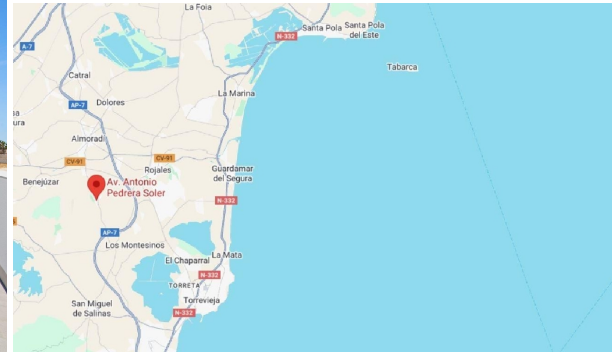 La Foia
Santa Pola
Santa Pola
del Este
N-332
A-7
Tabarca
Catral
La Marina
AP-7
Dolores
Almoradí
CV-91
CV-91
Rojales
Guardamar
del Segura
Benejúzar
Av. Antonio
Pedrera Soler
N-332
AP-7
Los Montesinos
El Chaparral
La Mata
N-332
TORRETA
San Miguel
de Salinas
Torrevieja
N-332